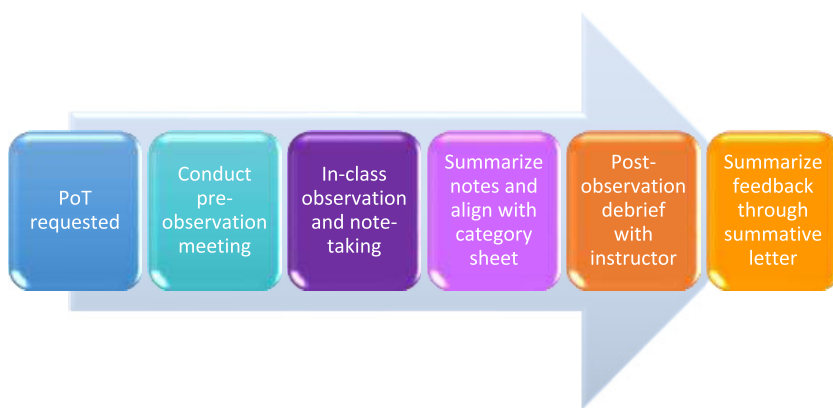 PoT
requested
Conduct
pre-
observation
meeting
In-class
observation
and note-
taking
Summarize
notes and
align with
category
sheet
Post-
observation
debrief
with
instructor
Summarize
feedback
through
summative
letter